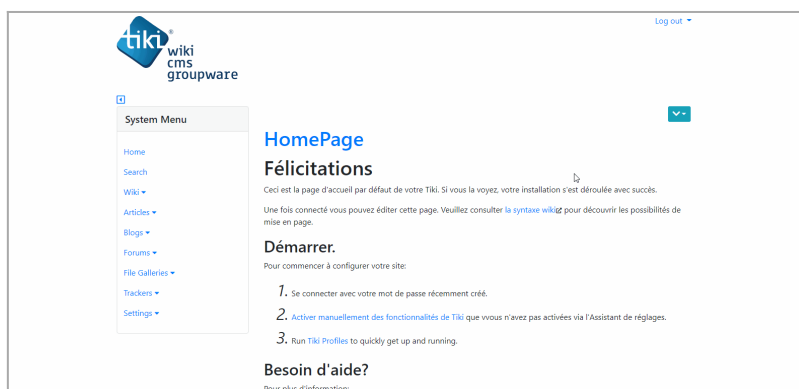 Log out
tiki
wiki
cms
groupware
System Menu
Home
Search
Wiki
Articles
Blogs
Forums
File Galleries
Trackers
Settings
HomePage
Félicitations
Ceci est la page d'accueil par défaut de votre Tiki. Si vous la voyez, votre installation s'est déroulée avec succès.
Une fois connecté vous pouvez éditer cette page. Veuillez consulter la syntaxe wiki pour découvrir les possibilités de
mise en page.
Démarrer.
Pour commencer à configurer votre site:
1. Se connecter avec votre mot de passe récemment créé.
2. Activer manuellement des fonctionnalités de Tiki que vvous n'avez pas activées via l'Assistant de réglages.
3. Run Tiki Profiles to quickly get up and running.
Besoin d'aide?
Pour plus d'information: